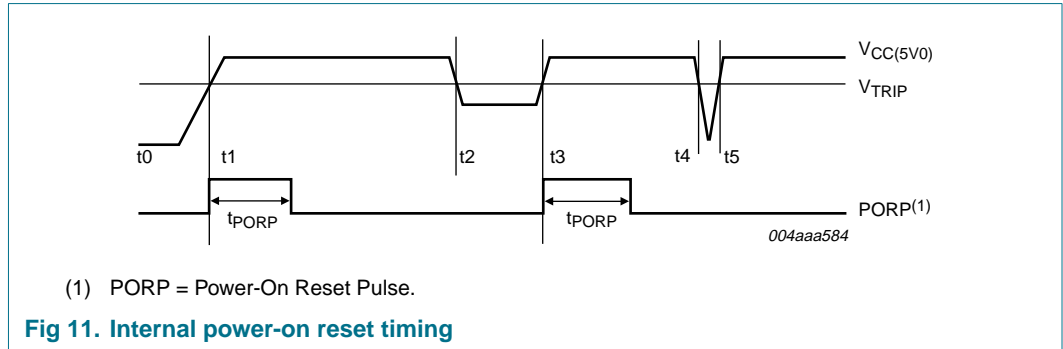 VCC(5V0)
VTRIP
t0 t1 t2 t3 t4 t5
tPORP tPORP PORP(1)
004aaa584
(1) PORP = Power-On Reset Pulse.
Fig 11. Internal power-on reset timing